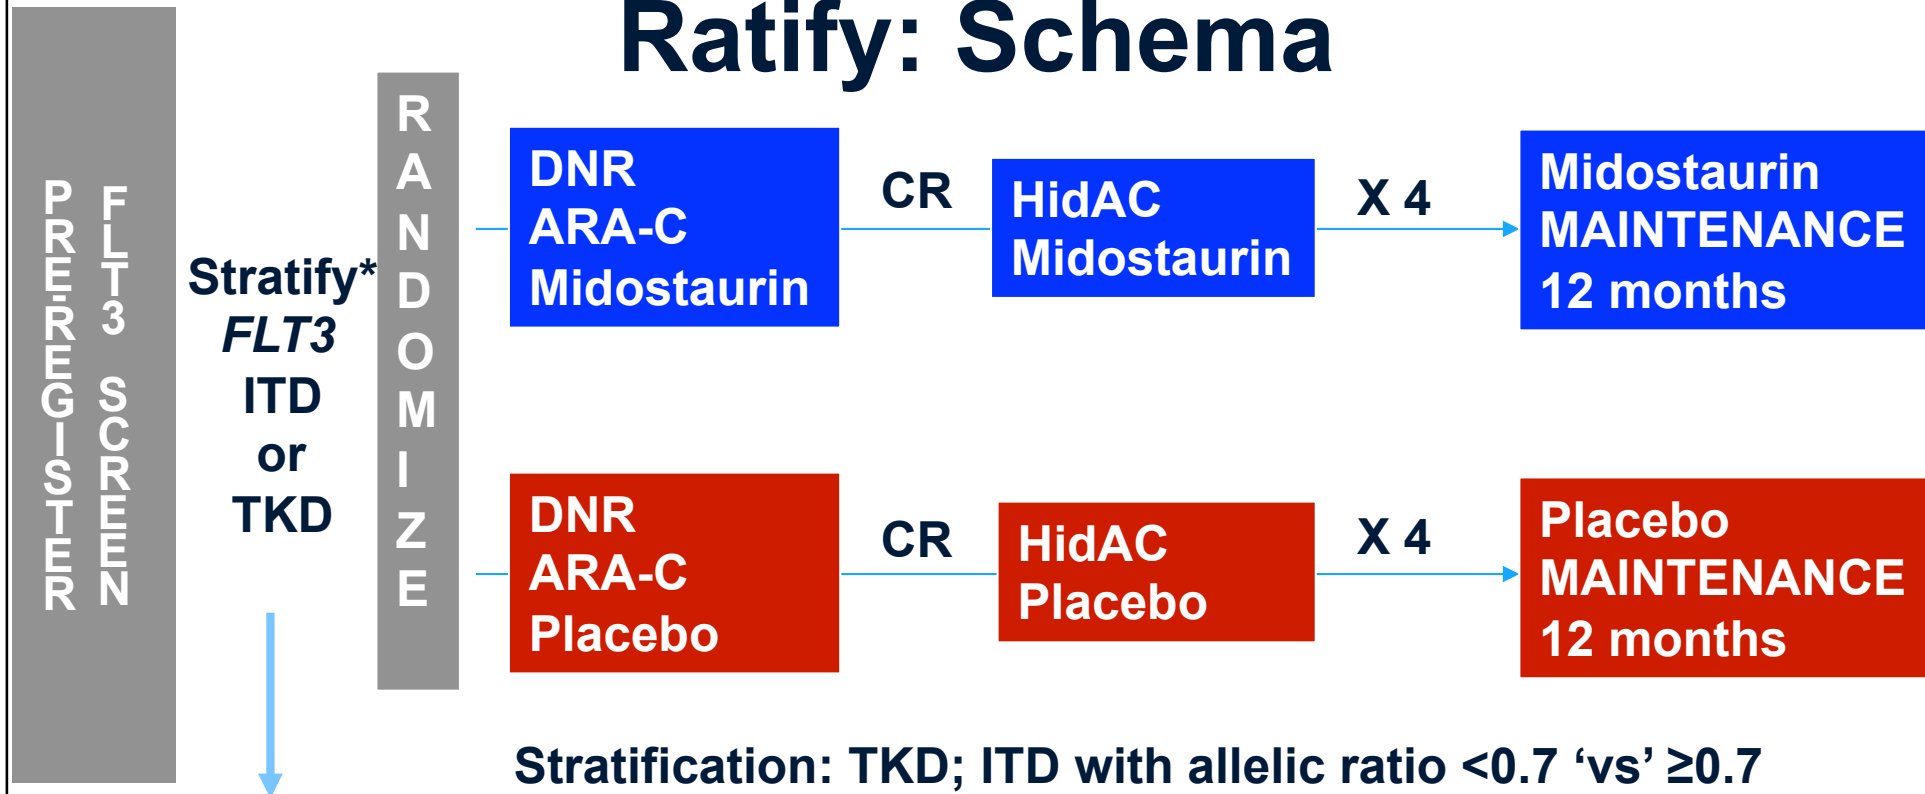 Ratify: Schema
PRE-REGISTER
FLT3 SCREEN
Stratify*
FLT3
ITD
or
TKD
RANDOMIZE
DNR
ARA-C
Midostaurin
CR
HidAC
Midostaurin
X 4
Midostaurin
MAINTENANCE
12 months
DNR
ARA-C
Placebo
CR
HidAC
Placebo
X 4
Placebo
MAINTENANCE
12 months
Stratification: TKD; ITD with allelic ratio <0.7 ‘vs’ ≥0.7